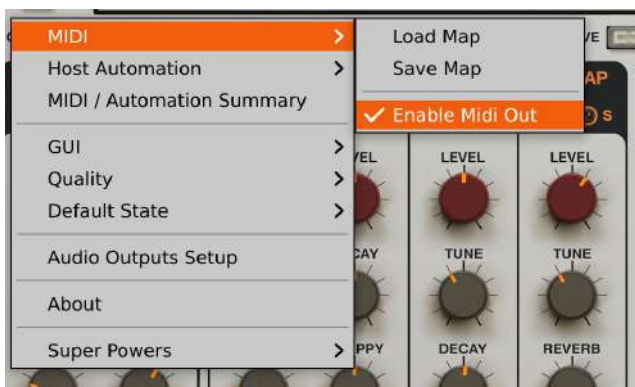 MIDI
Host Automation
MIDI / Automation Summary
GUI
Quality
Default State
Audio Outputs Setup
About
Super Powers
Load Map
Save Map
Enable Midi Out
S
LEVEL
LEVEL
TUNE
TUNE
DECAY
REVERB